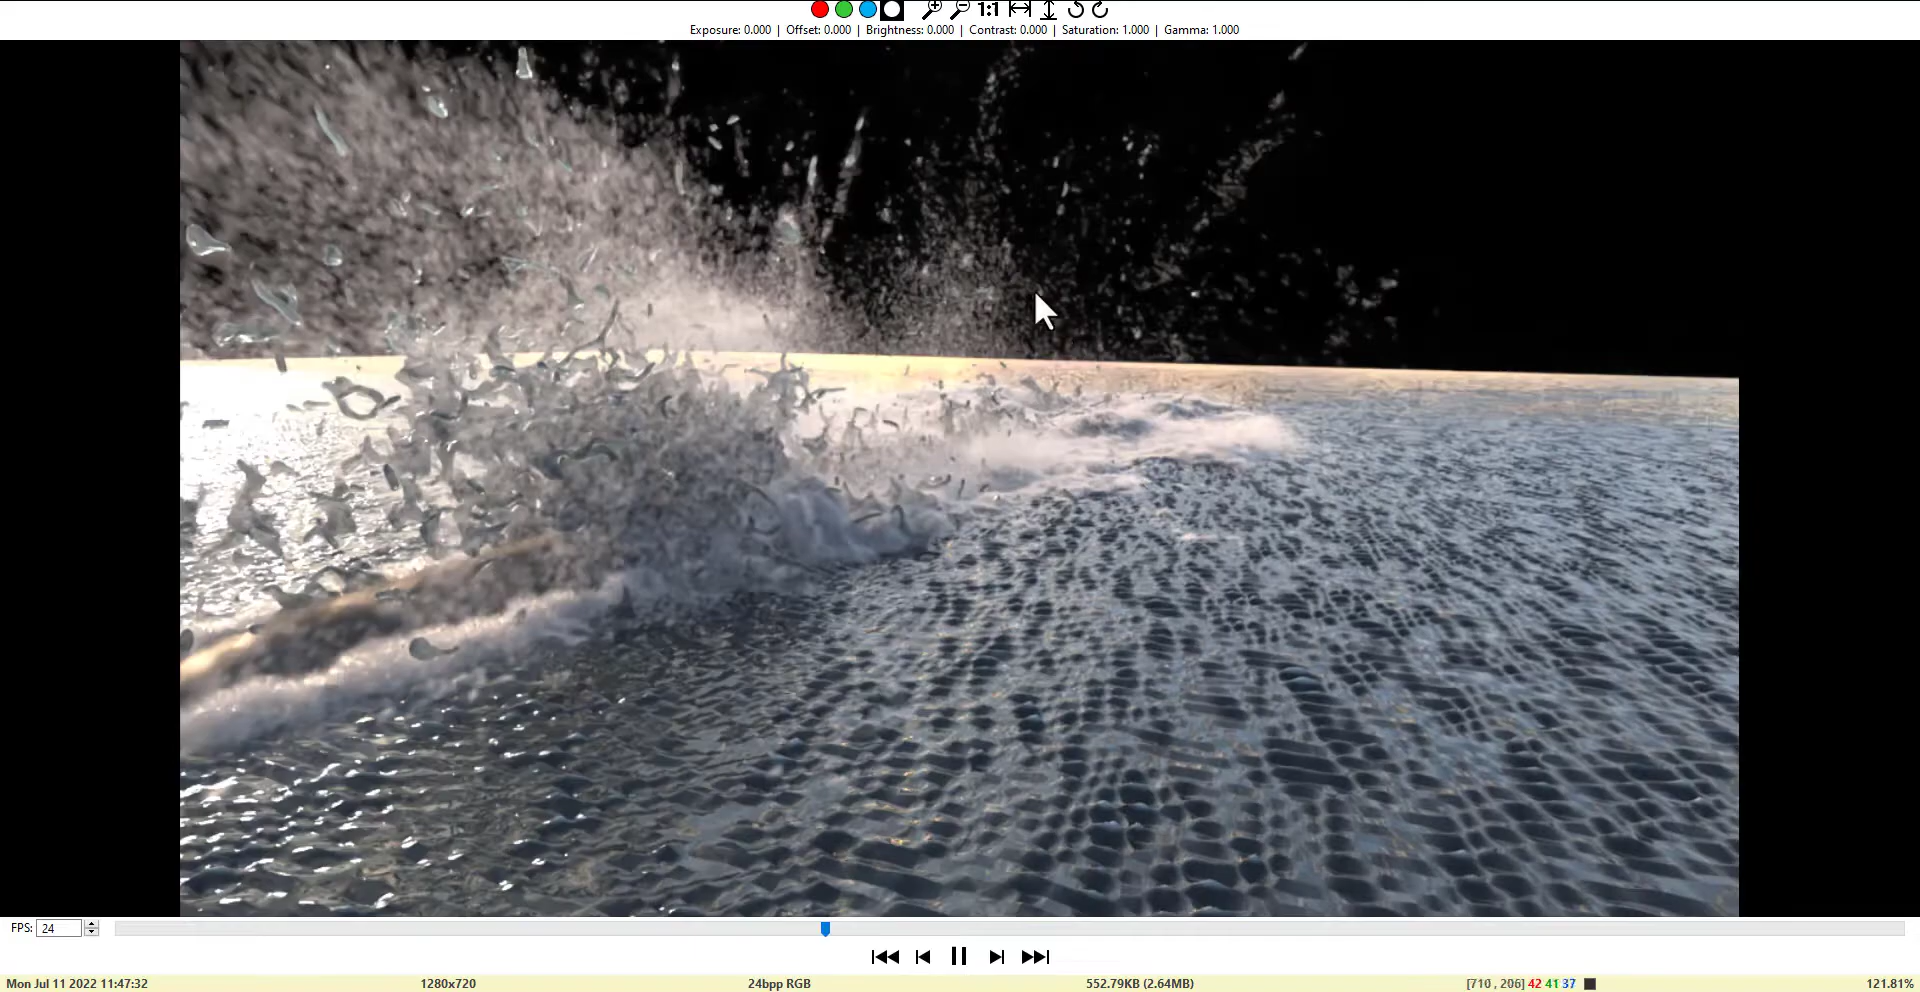 1:1
Exposure: 0.000 | Offset: 0.000 | Brightness: 0.000 | Contrast: 0.000 | Saturation: 1.000 | Gamma: 1.000
FPS: 24
Mon Jul 11 2022 11:47:32 1280x720 24bpp RGB 552.79KB (2.64MB) [710 , 206] 42 41 37 121.81%